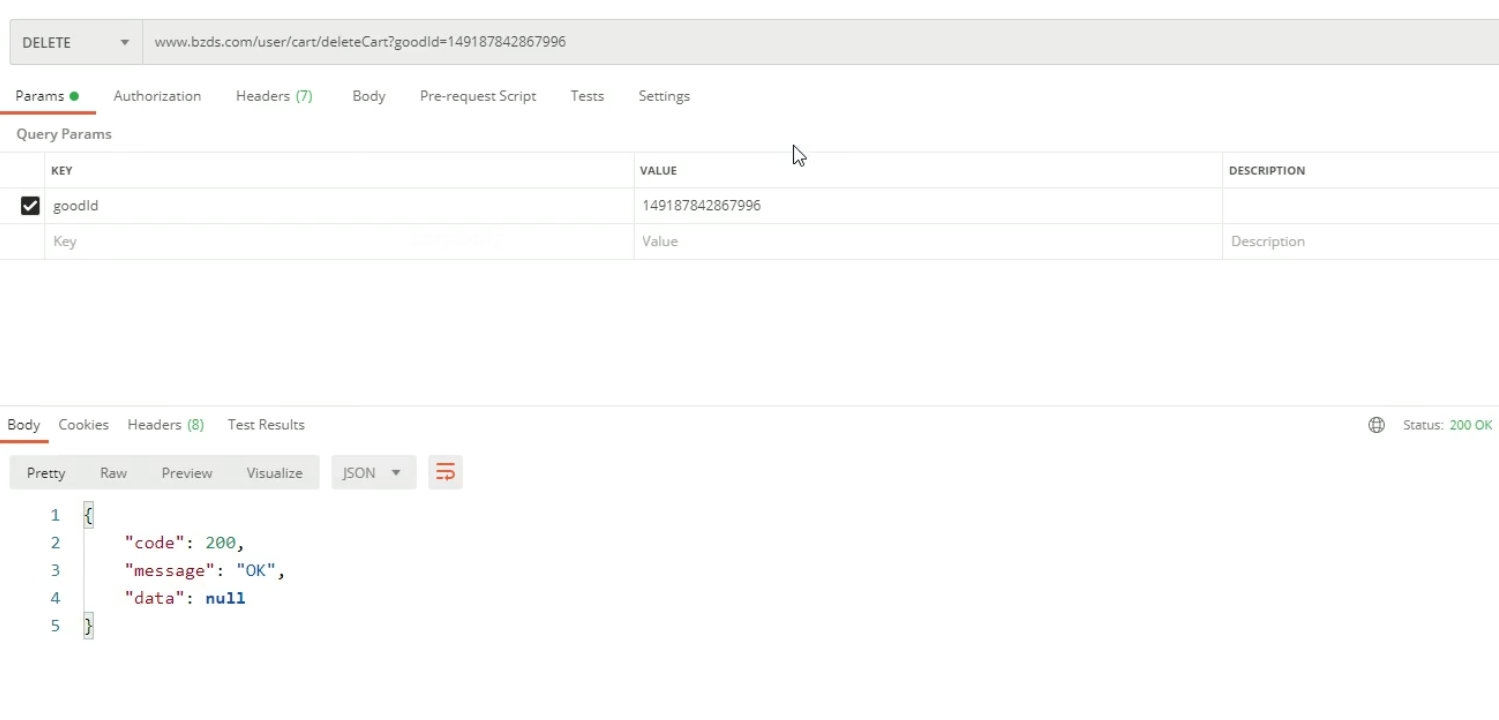 DELETE www.bzds.com/user/cart/deleteCart?goodId=149187842867996
Params Authorization Headers (7) Body Pre-request Script Tests Settings
Query Params
KEY VALUE DESCRIPTION
goodId 149187842867996
Key Value Description
Body Cookies Headers (8) Test Results Status: 200 OK
Pretty Raw Preview Visualize JSON
1 {
2 "code": 200,
3 "message": "OK",
4 "data": null
5 }